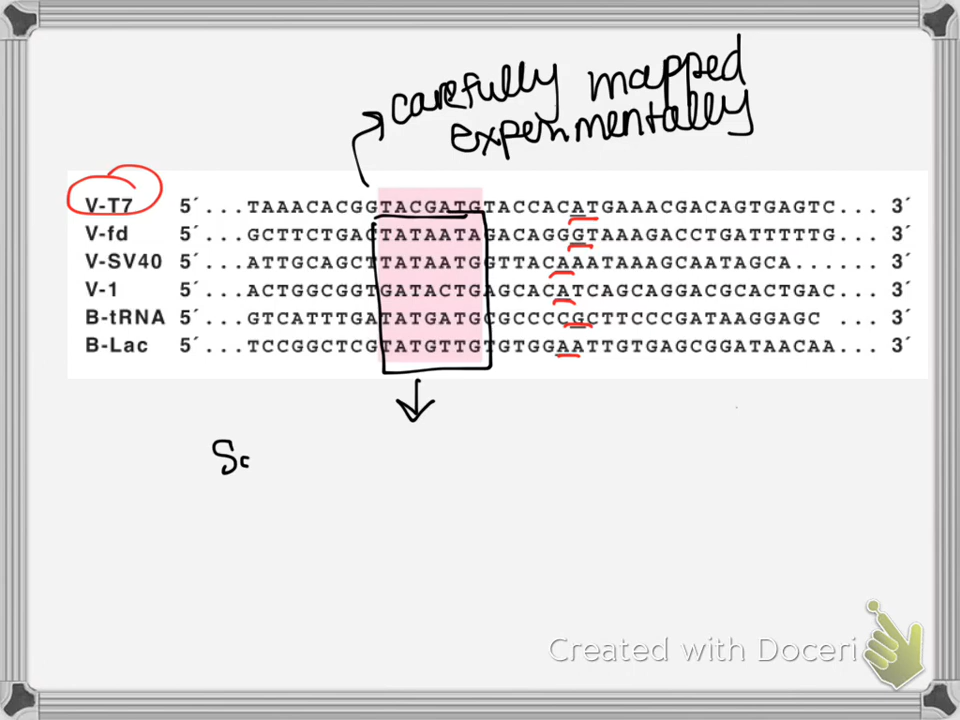 carefully mapped
experimentally
V-T7 5´...TAAACACGGTACGATGTACCACATGAAACGACAGTGAGTC... 3´
V-fd 5´...GCTTCTGACTATAATAGACAGGGTAAAGACCTGATTTTTG... 3´
V-SV40 5´...ATTGCAGCTTATAATGGTTACAAATAAAGCAATAGCA...... 3´
V-1 5´...ACTGGCGGTGATACTGAGCACATCAGCAGGACGCACTGAC... 3´
B-tRNA 5´...GTCATTTGATATGATGCGCCCCGCTTCCCGATAAGGAGC ... 3´
B-Lac 5´...TCCGGCTCGTATGTTGTGTGGAATTGTGAGCGGATAACAA... 3´
Sc
Created with Doceri